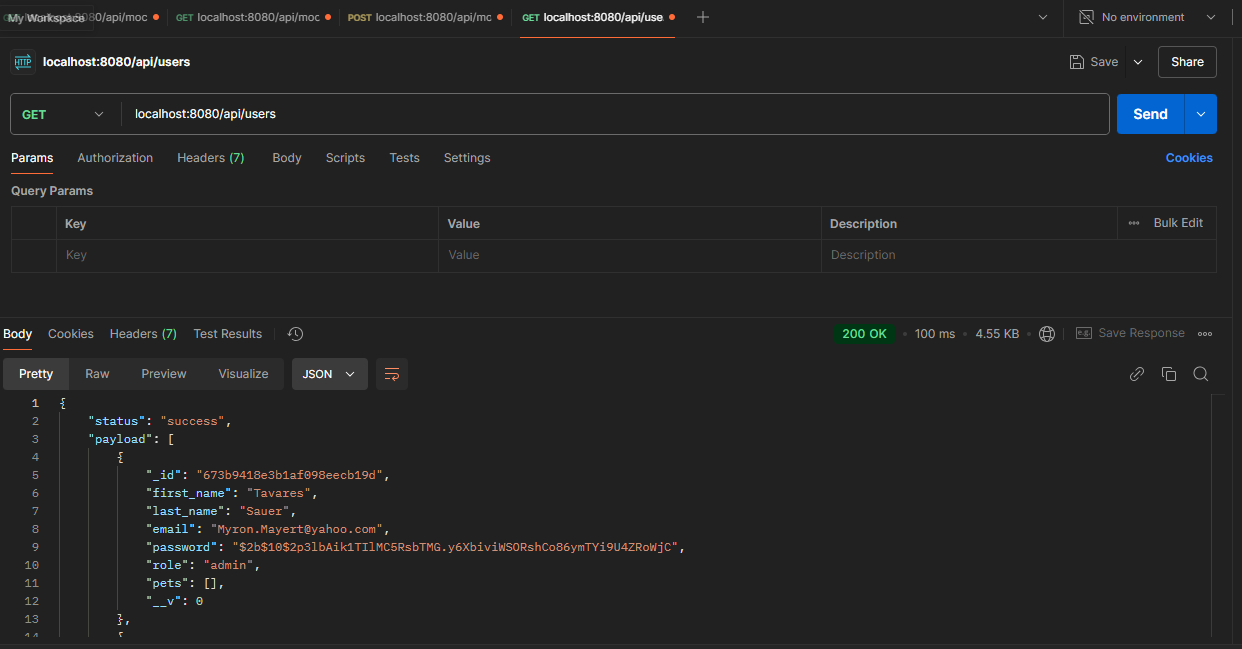 My Workspace 0/api/moc GET localhost:8080/api/moc POST localhost:8080/api/mc GET localhost:8080/api/use. No environment
HTTP localhost:8080/api/users Save Share
GET localhost:8080/api/users Send
Params Authorization Headers (7) Body Scripts Tests Settings Cookies
Query Params
Key Value Description Bulk Edit
Key Value Description
Body Cookies Headers (7) Test Results 200 OK 100 ms 4.55 KB e.g. Save Response
Pretty Raw Preview Visualize JSON
1 {
2 "status": "success",
3 "payload": [
4 {
5 "_id": "673b9418e3b1af098eecb19d",
6 "first_name": "Tavares",
7 "last_name": "Sauer",
8 "email": "Myron.Mayert@yahoo.com",
9 "password": "$2b$10$2p3lbAik1TIlMC5RsbTMG.y6XbiviWSORshCo86ymTYi9U4ZRoWjC",
10 "role": "admin",
11 "pets": [],
12 "__v": 0
13 },
14 {